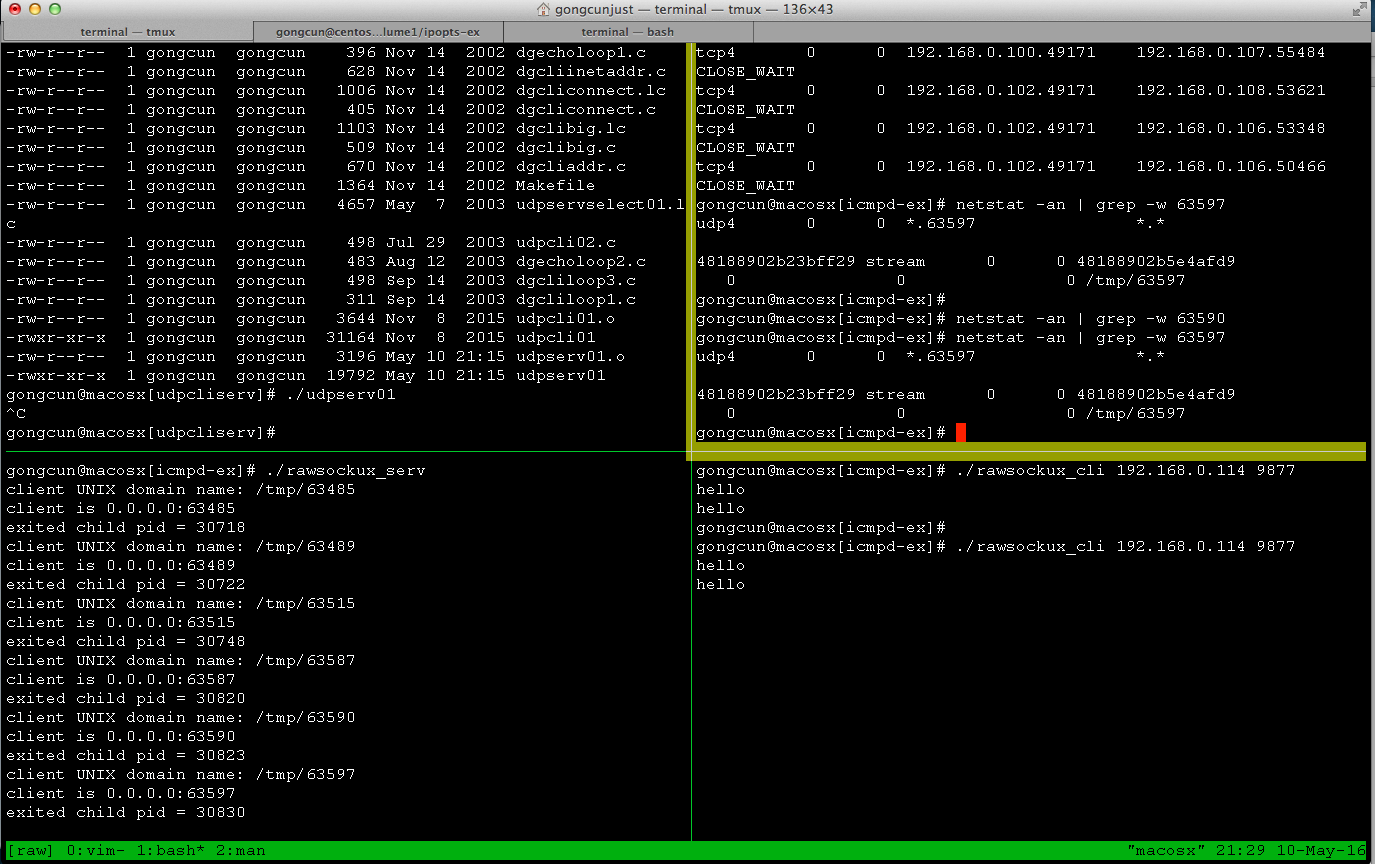 gongcunjust — terminal — tmux — 136×43
terminal — tmux
gongcun@centos...lume1/ipopts-ex
terminal — bash
-rw-r--r-- 1 gongcun gongcun 396 Nov 14 2002 dgecholoop1.c
-rw-r--r-- 1 gongcun gongcun 628 Nov 14 2002 dgcliinetaddr.c
-rw-r--r-- 1 gongcun gongcun 1006 Nov 14 2002 dgcliconnect.lc
-rw-r--r-- 1 gongcun gongcun 405 Nov 14 2002 dgcliconnect.c
-rw-r--r-- 1 gongcun gongcun 1103 Nov 14 2002 dgclibig.lc
-rw-r--r-- 1 gongcun gongcun 509 Nov 14 2002 dgclibig.c
-rw-r--r-- 1 gongcun gongcun 670 Nov 14 2002 dgcliaddr.c
-rw-r--r-- 1 gongcun gongcun 1364 Nov 14 2002 Makefile
-rw-r--r-- 1 gongcun gongcun 4657 May 7 2003 udpservselect01.l
c
-rw-r--r-- 1 gongcun gongcun 498 Jul 29 2003 udpcli02.c
-rw-r--r-- 1 gongcun gongcun 483 Aug 12 2003 dgecholoop2.c
-rw-r--r-- 1 gongcun gongcun 498 Sep 14 2003 dgcliloop3.c
-rw-r--r-- 1 gongcun gongcun 311 Sep 14 2003 dgcliloop1.c
-rw-r--r-- 1 gongcun gongcun 3644 Nov 8 2015 udpcli01.o
-rwxr-xr-x 1 gongcun gongcun 31164 Nov 8 2015 udpcli01
-rw-r--r-- 1 gongcun gongcun 3196 May 10 21:15 udpserv01.o
-rwxr-xr-x 1 gongcun gongcun 19792 May 10 21:15 udpserv01
gongcun@macosx[udpcliserv]# ./udpserv01
^C
gongcun@macosx[udpcliserv]#
tcp4 0 0 192.168.0.100.49171 192.168.0.107.55484
CLOSE_WAIT
tcp4 0 0 192.168.0.102.49171 192.168.0.108.53621
CLOSE_WAIT
tcp4 0 0 192.168.0.102.49171 192.168.0.106.53348
CLOSE_WAIT
tcp4 0 0 192.168.0.102.49171 192.168.0.106.50466
CLOSE_WAIT
gongcun@macosx[icmpd-ex]# netstat -an | grep -w 63597
udp4 0 0 *.63597 *.*
48188902b23bff29 stream 0 0 48188902b5e4afd9
0 0 0 /tmp/63597
gongcun@macosx[icmpd-ex]#
gongcun@macosx[icmpd-ex]# netstat -an | grep -w 63590
gongcun@macosx[icmpd-ex]# netstat -an | grep -w 63597
udp4 0 0 *.63597 *.*
48188902b23bff29 stream 0 0 48188902b5e4afd9
0 0 0 /tmp/63597
gongcun@macosx[icmpd-ex]#
gongcun@macosx[icmpd-ex]# ./rawsockux_serv
client UNIX domain name: /tmp/63485
client is 0.0.0.0:63485
exited child pid = 30718
client UNIX domain name: /tmp/63489
client is 0.0.0.0:63489
exited child pid = 30722
client UNIX domain name: /tmp/63515
client is 0.0.0.0:63515
exited child pid = 30748
client UNIX domain name: /tmp/63587
client is 0.0.0.0:63587
exited child pid = 30820
client UNIX domain name: /tmp/63590
client is 0.0.0.0:63590
exited child pid = 30823
client UNIX domain name: /tmp/63597
client is 0.0.0.0:63597
exited child pid = 30830
gongcun@macosx[icmpd-ex]# ./rawsockux_cli 192.168.0.114 9877
hello
hello
gongcun@macosx[icmpd-ex]#
gongcun@macosx[icmpd-ex]# ./rawsockux_cli 192.168.0.114 9877
hello
hello
[raw] 0:vim- 1:bash* 2:man "macosx" 21:29 10-May-16